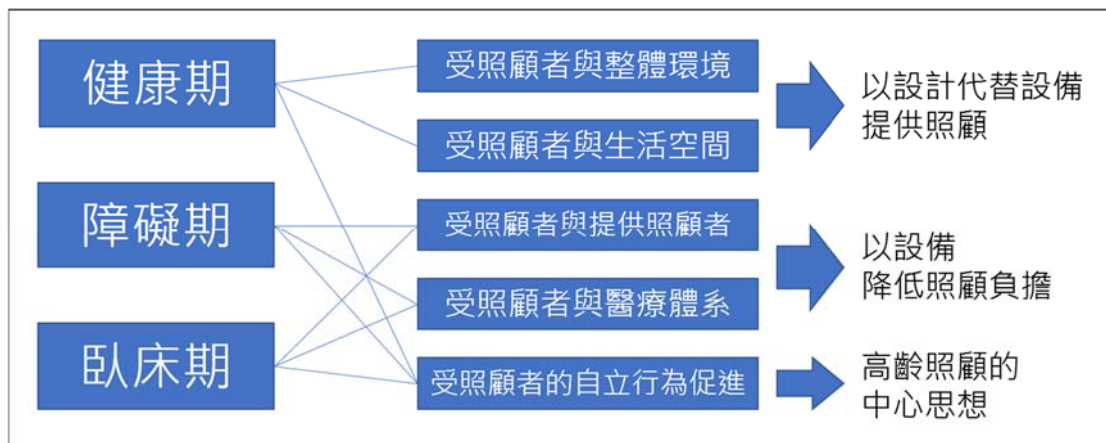 健康期
障礙期
臥床期
受照顧者與整體環境
受照顧者與生活空間
受照顧者與提供照顧者
受照顧者與醫療體系
受照顧者的自立行為促進
以設計代替設備
提供照顧
以設備
降低照顧負擔
高齡照顧的
中心思想